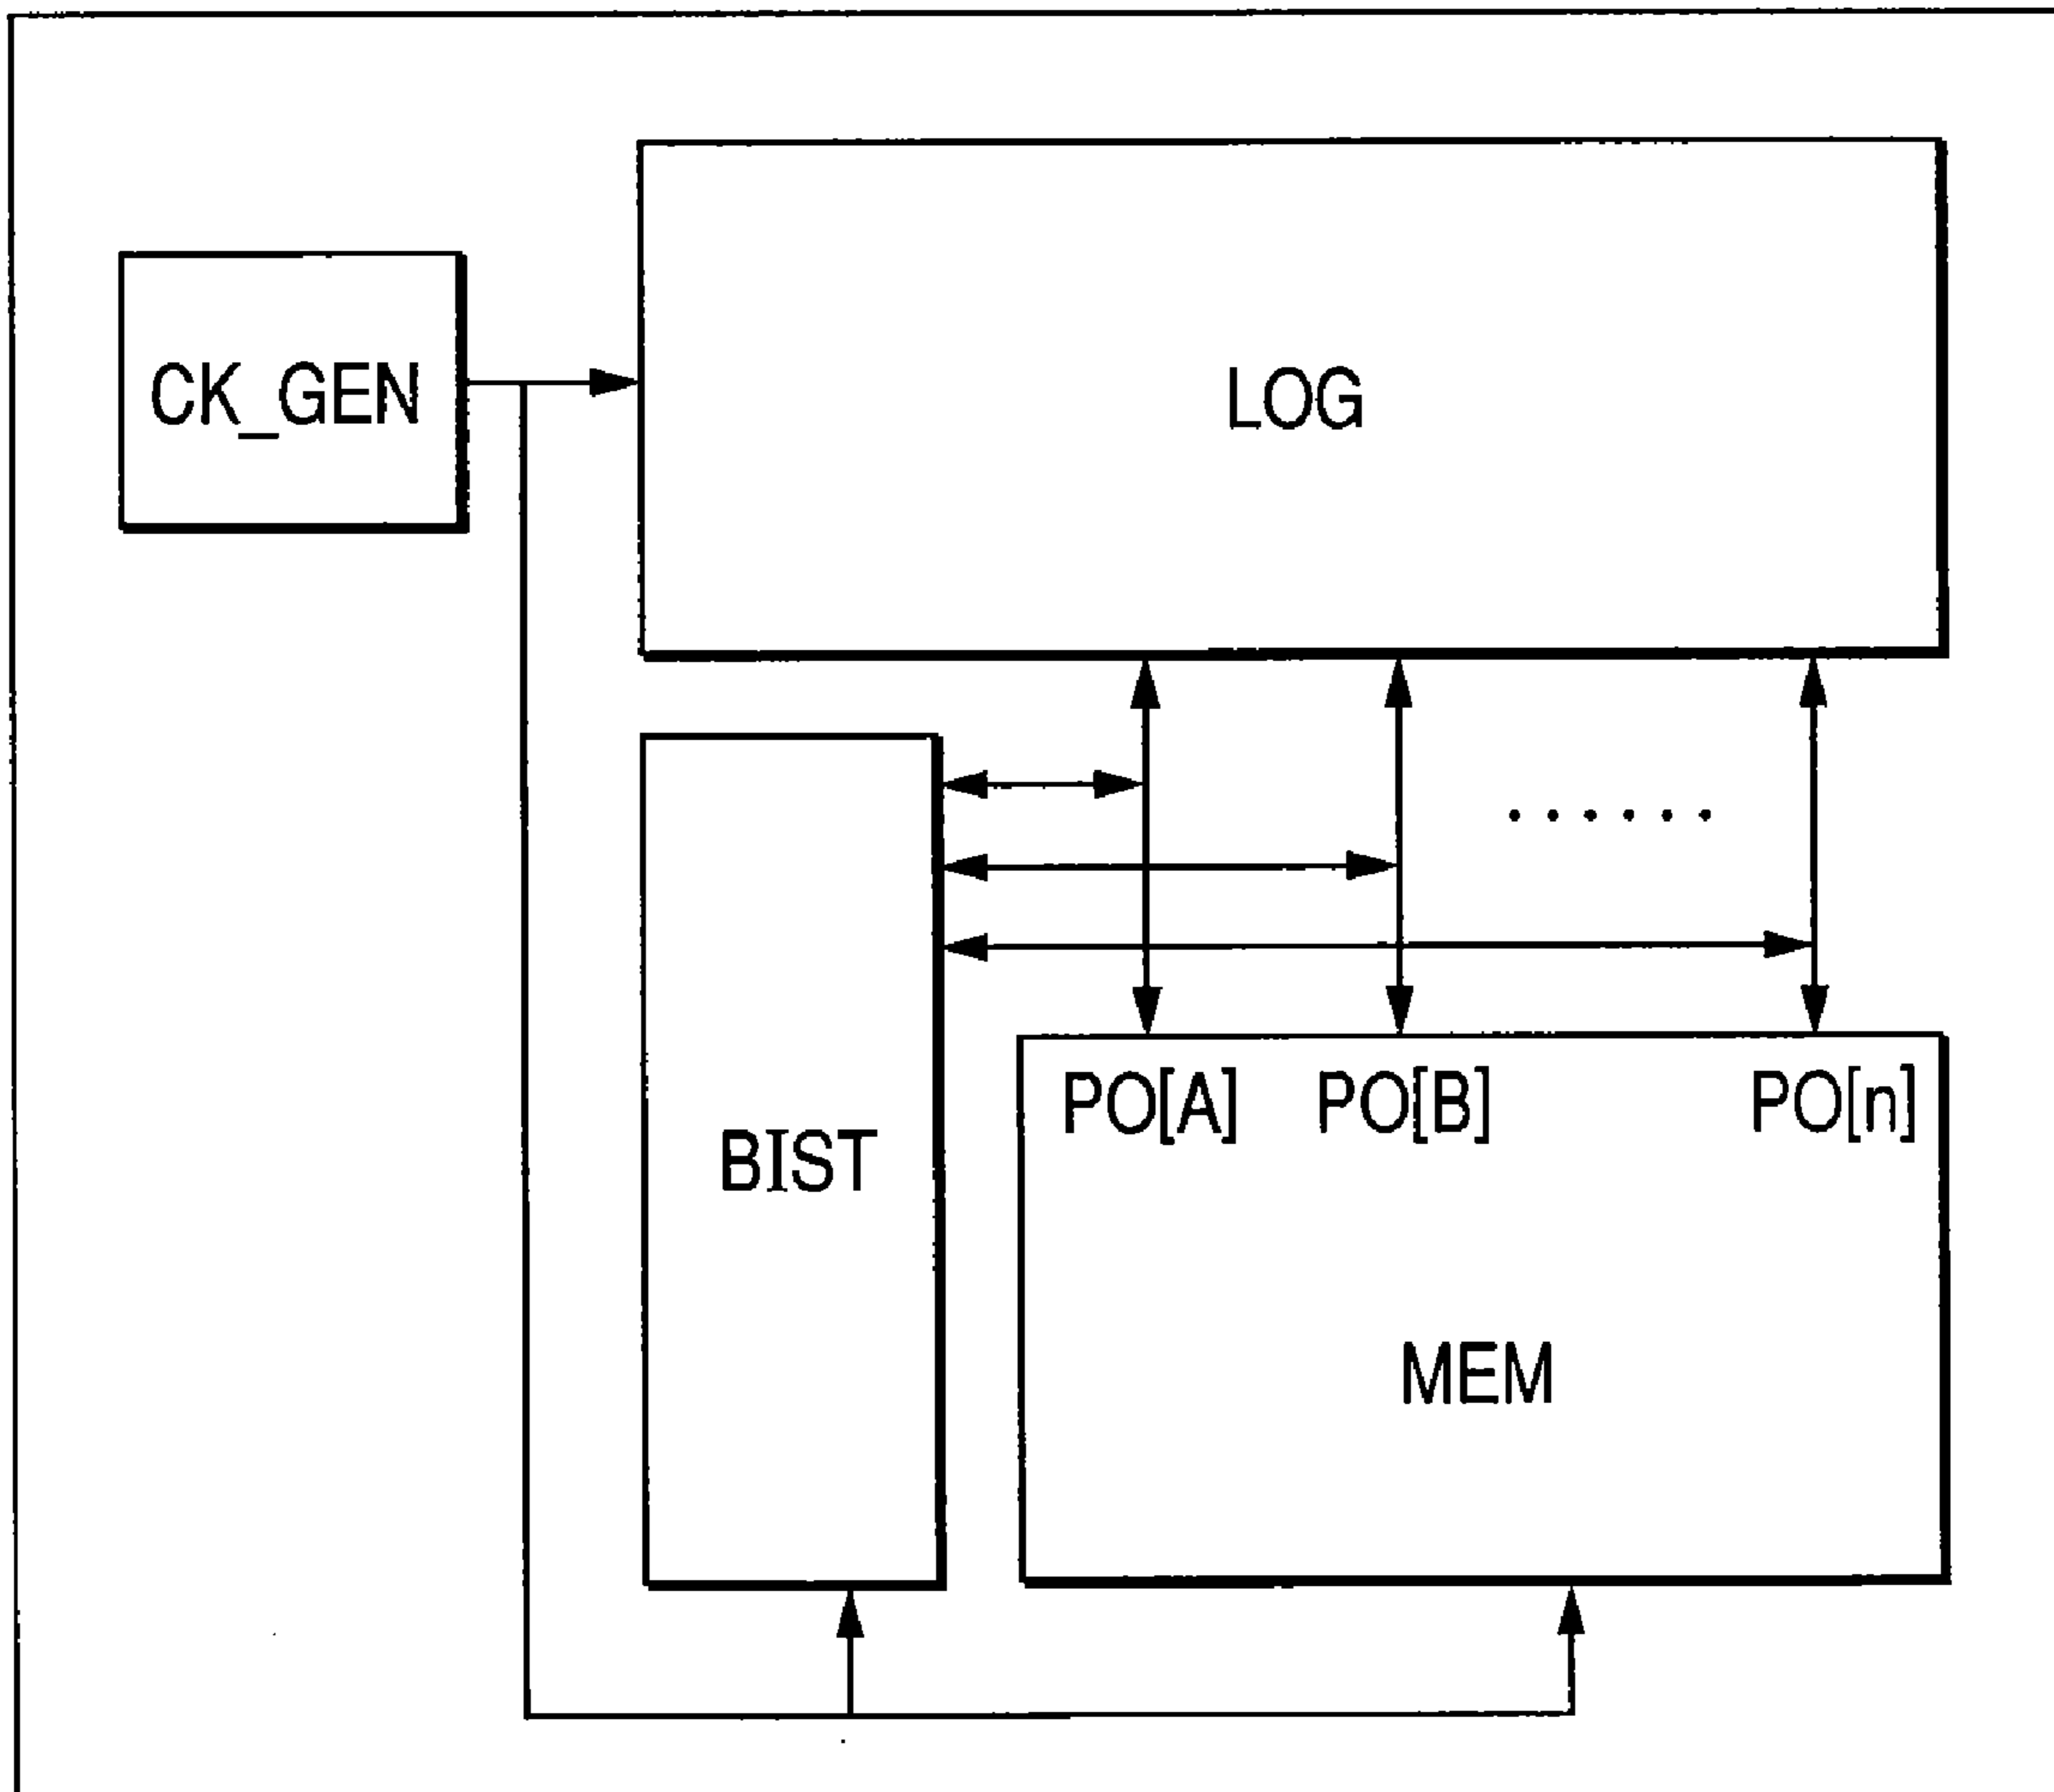 CK_GEN
LOG
BIST
PO[A] PO[B] ...... PO[n]
MEM